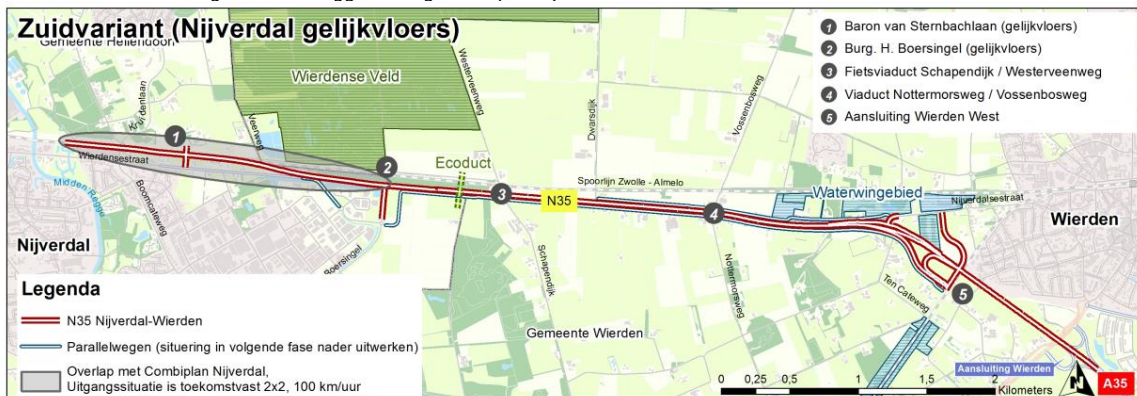 Zuidvariant (Nijverdal gelijkvloers)
Gemeente Hellendoorn
Kruidenlaan
Wierdense Veld
Veenweg
Westerveenweg
Dwarsdijk
Vossenbosweg
1 Baron van Sternbachlaan (gelijkvloers)
2 Burg. H. Boersingel (gelijkvloers)
3 Fietsviaduct Schapendijk / Westerveenweg
4 Viaduct Nottermorsweg / Vossenbosweg
5 Aansluiting Wierden West
1
Wierdensestraat
2
Ecoduct
3
N35
Spoorlijn Zwolle - Almelo
4
Waterwingebied
Nijverdalsestraat
Wierden
Midden Regge
Boomcateweg
Nijverdal
Boersingel
Schapendijk
Nottermorsweg
Ten Cateweg
5
Gemeente Wierden
Legenda
N35 Nijverdal-Wierden
Parallelwegen (situering in volgende fase nader uitwerken)
Overlap met Combiplan Nijverdal,
Uitgangssituatie is toekomstvast 2x2, 100 km/uur
Aansluiting Wierden
0 0,25 0,5 1 1,5 2
Kilometers
N
A35